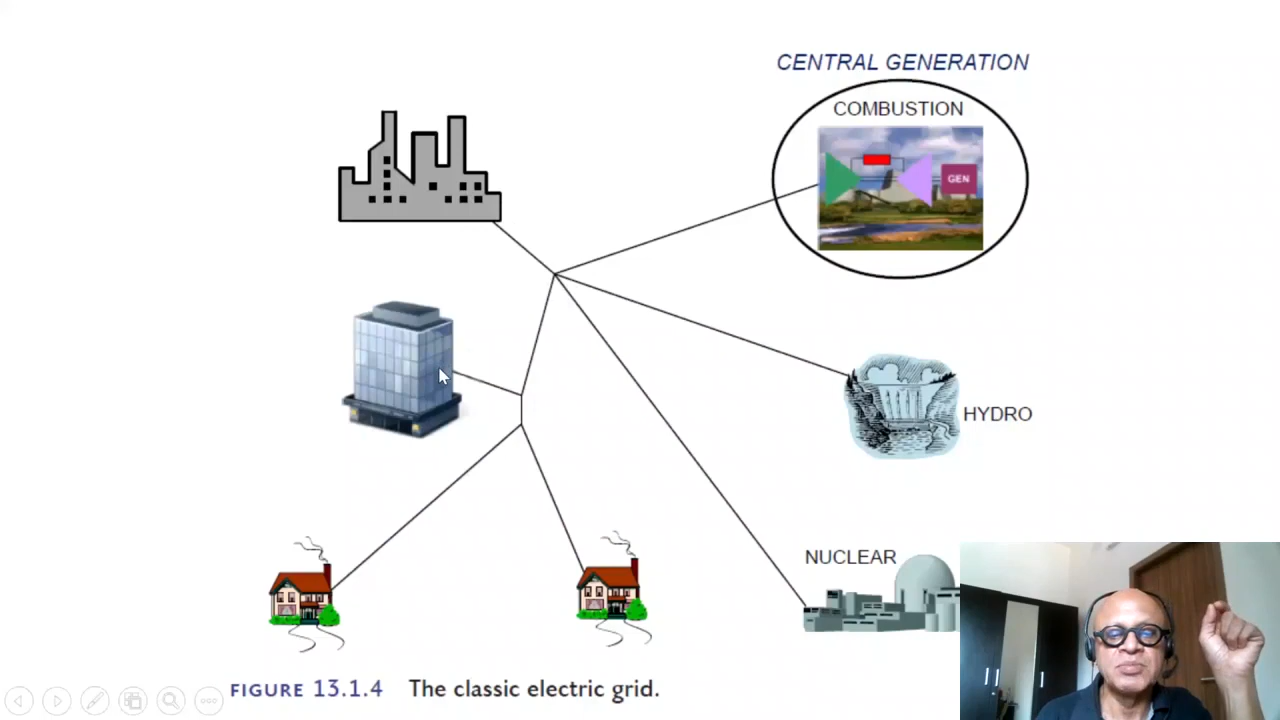 CENTRAL GENERATION
COMBUSTION
GEN
HYDRO
NUCLEAR
FIGURE 13.1.4 The classic electric grid.